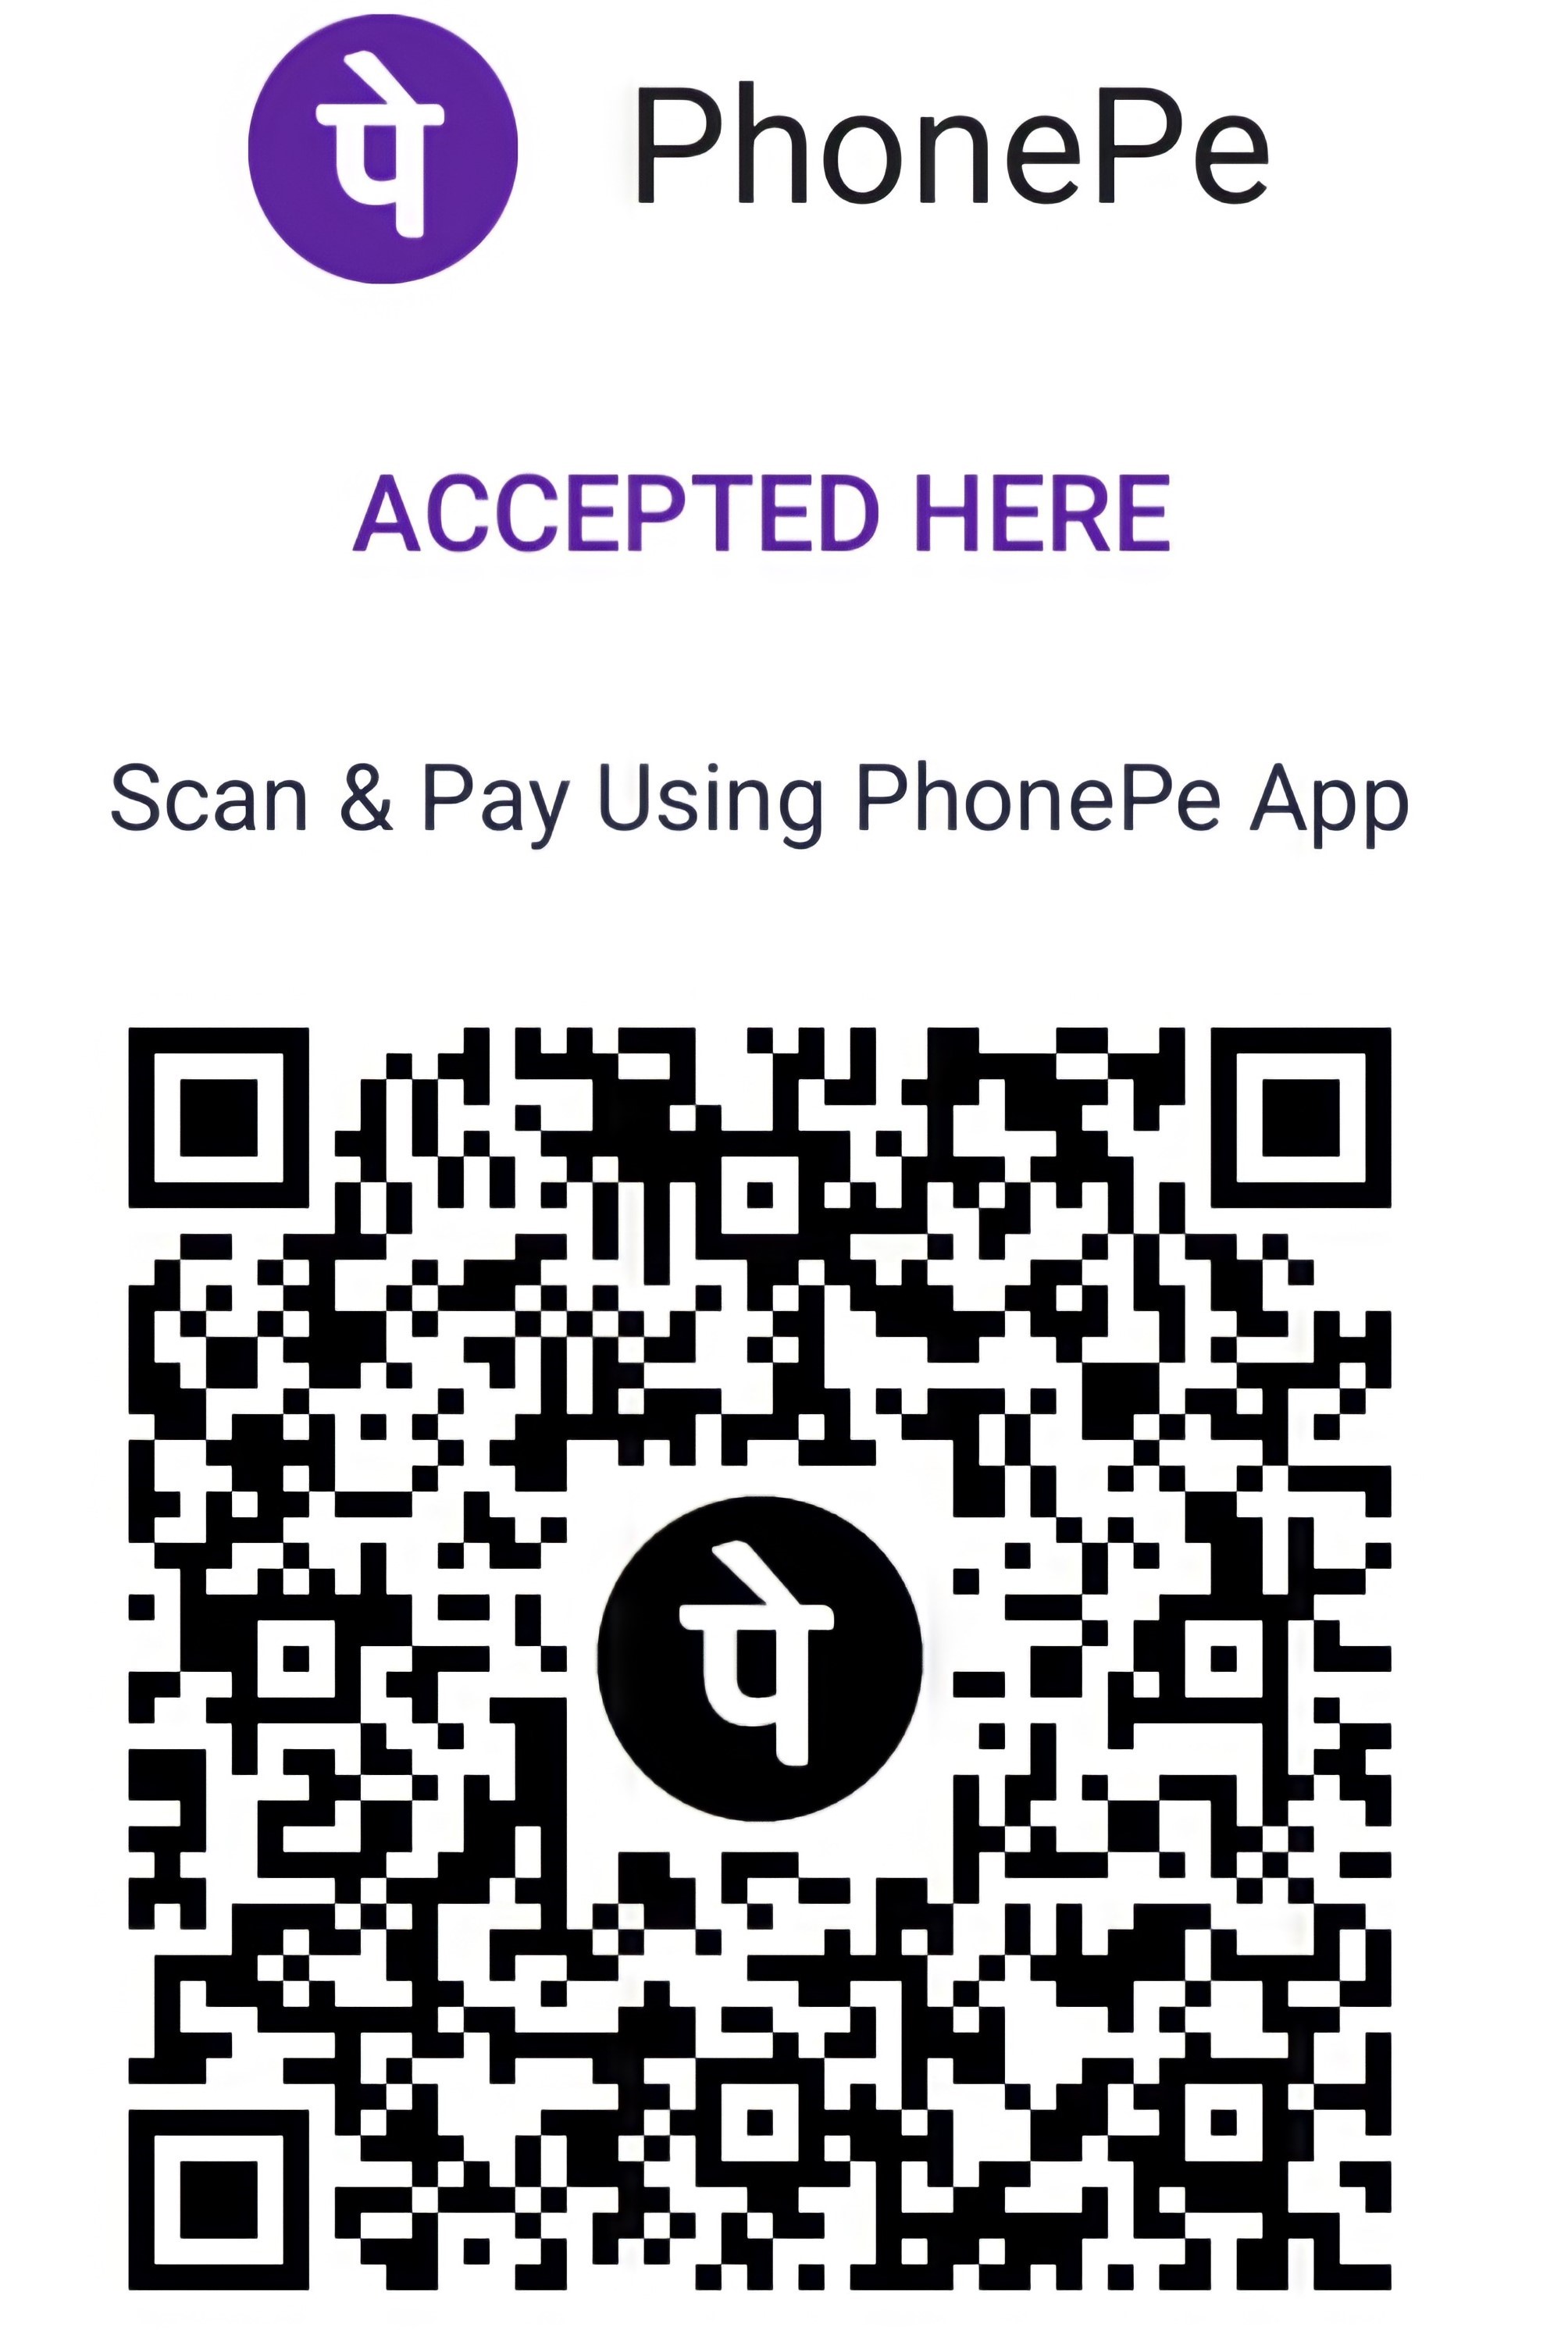 पे PhonePe
ACCEPTED HERE
Scan & Pay Using PhonePe App
पे